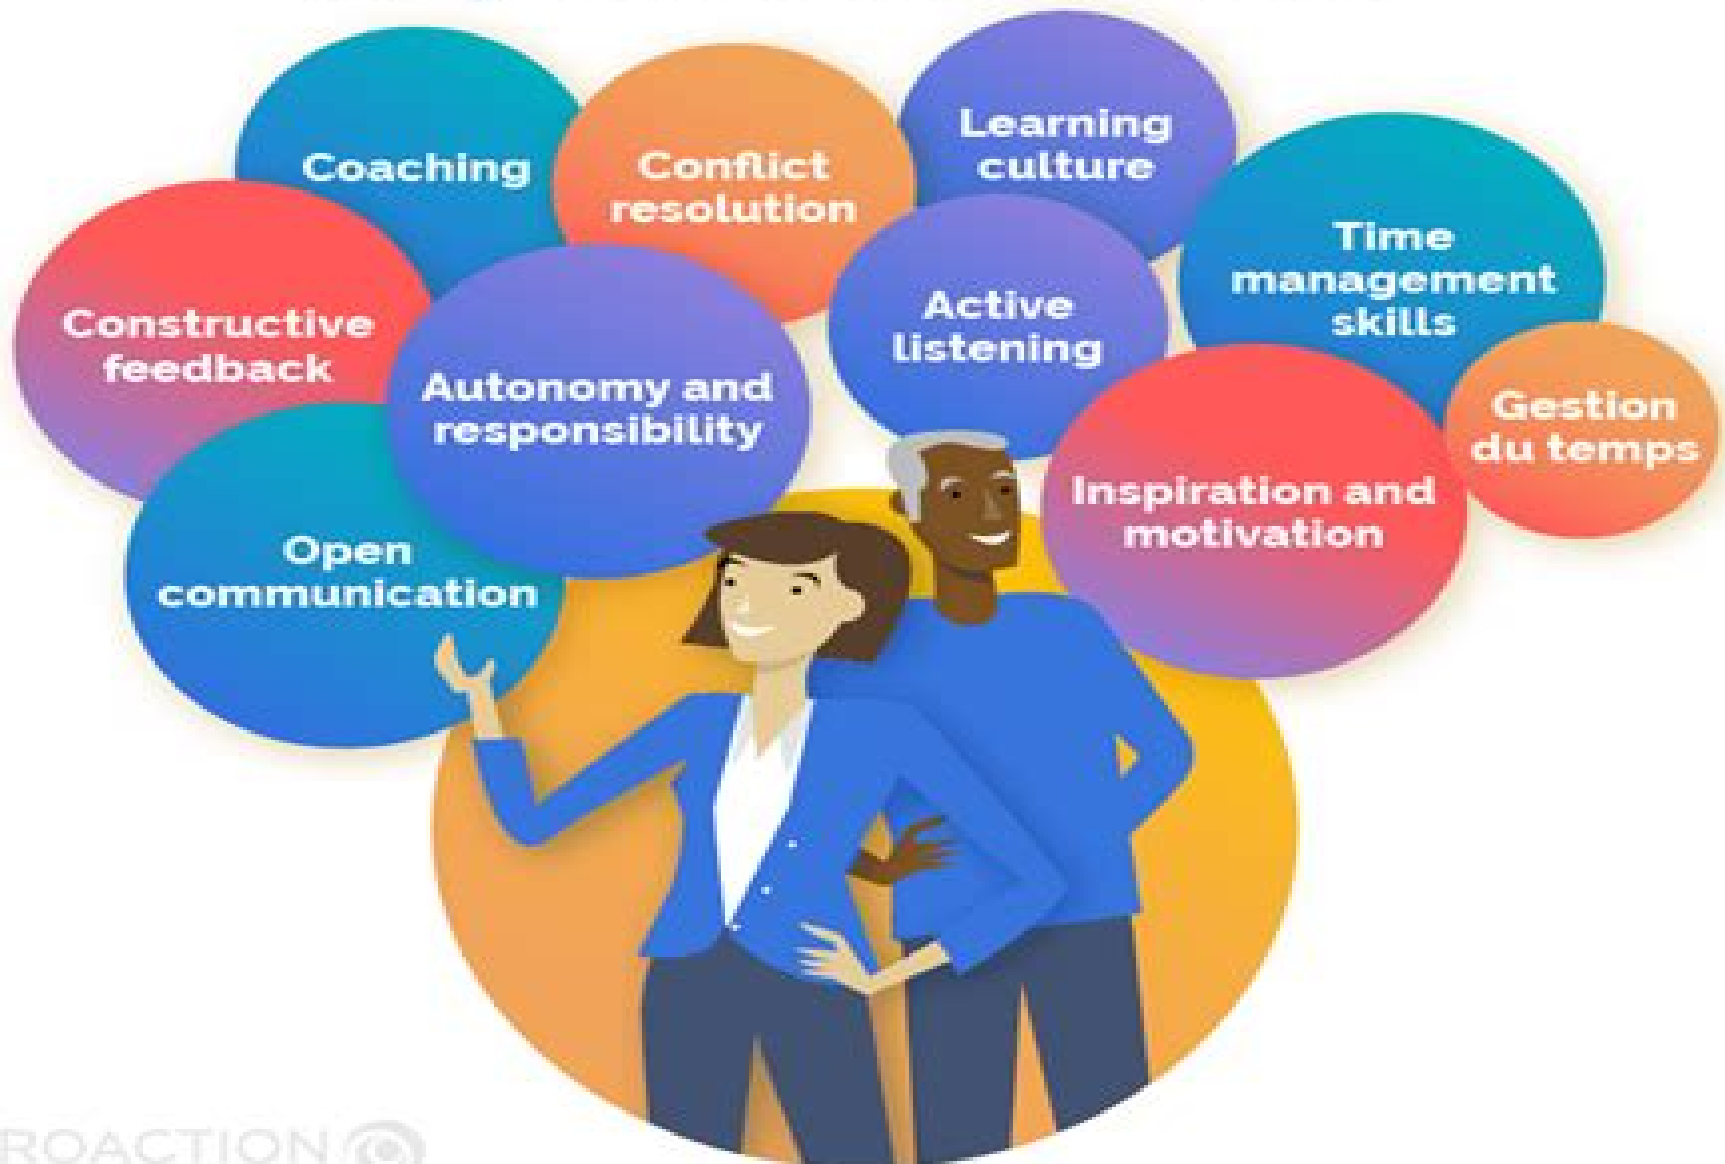 Coaching
Conflict
resolution
Learning
culture
Time
management
skills
Constructive
feedback
Autonomy and
responsibility
Active
listening
Gestion
du temps
Inspiration and
motivation
Open
communication
ROACTION